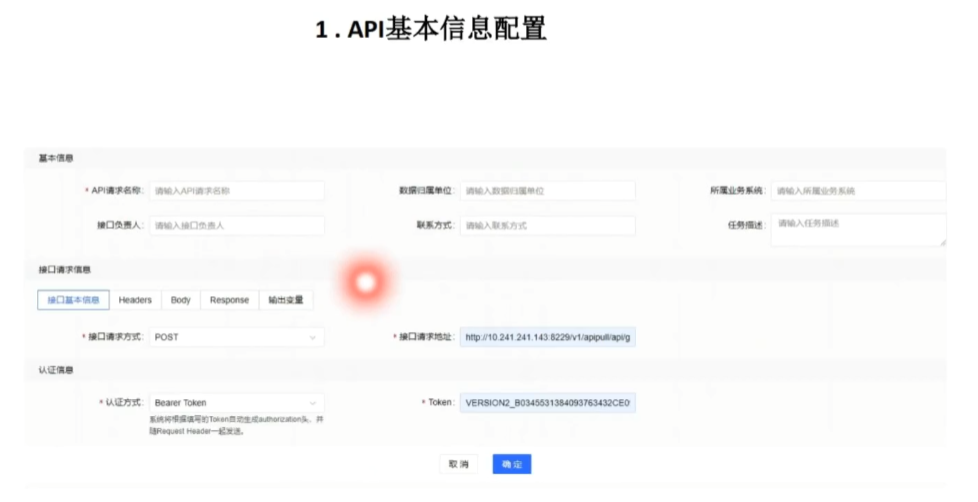 1 . API基本信息配置
基本信息
* API请求名称: 请输入API请求名称 数据归属单位: 请输入数据归属单位 所属业务系统: 请输入所属业务系统
接口负责人: 请输入接口负责人 联系方式: 请输入联系方式 任务描述: 请输入任务描述
接口请求信息
接口基本信息 Headers Body Response 输出变量
* 接口请求方式: POST * 接口请求地址: http://10.241.241.143:8229/v1/apipull/api/g
认证信息
* 认证方式: Bearer Token * Token: VERSION2_B0345531384093763432CE0
系统将根据填写的Token自动生成authorization头，并
随Request Header一起发送。
取 消 确 定